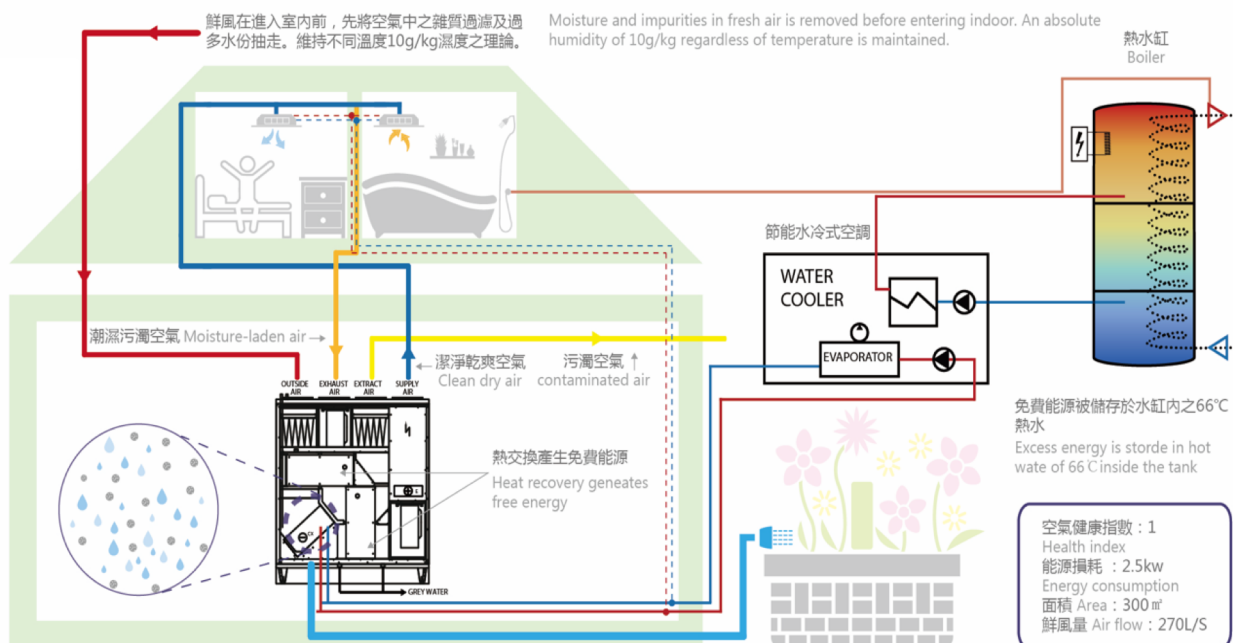 鮮風在進入室內前，先將空氣中之雜質過濾及過
多水份抽走。維持不同溫度10g/kg濕度之理論。
Moisture and impurities in fresh air is removed before entering indoor. An absolute
humidity of 10g/kg regardless of temperature is maintained.
熱水缸
Boiler
節能水冷式空調
WATER
COOLER
EVAPORATOR
潮濕污濁空氣 Moisture-laden air
潔淨乾爽空氣
Clean dry air
污濁空氣
contaminated air
OUTSIDE
AIR
EXHAUST
AIR
EXTRACT
AIR
SUPPLY
AIR
熱交換產生免費能源
Heat recovery geneates
free energy
GREY WATER
免費能源被儲存於水缸內之66℃
熱水
Excess energy is storde in hot
wate of 66℃ inside the tank
空氣健康指數：1
Health index
能源損耗 ：2.5kw
Energy consumption
面積 Area：300㎡
鮮風量 Air flow：270L/S